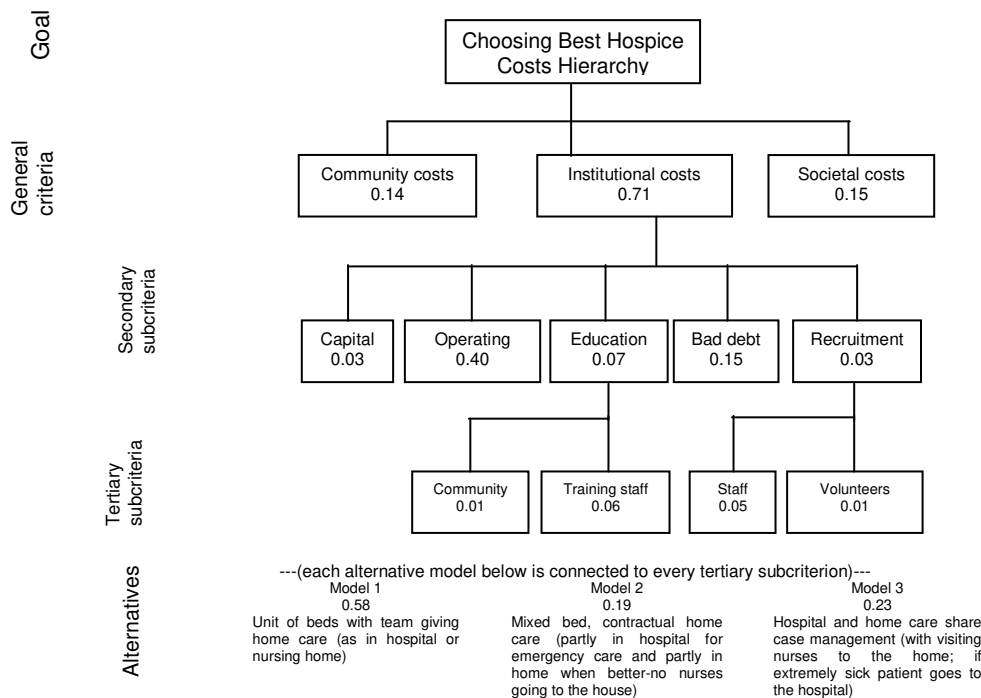 Goal
Choosing Best Hospice
Costs Hierarchy
General
criteria
Community costs
0.14
Institutional costs
0.71
Societal costs
0.15
Secondary
subcriteria
Capital
0.03
Operating
0.40
Education
0.07
Bad debt
0.15
Recruitment
0.03
Tertiary
subcriteria
Community
0.01
Training staff
0.06
Staff
0.05
Volunteers
0.01
Alternatives
---(each alternative model below is connected to every tertiary subcriterion)---
Model 1
0.58
Unit of beds with team giving
home care (as in hospital or
nursing home)
Model 2
0.19
Mixed bed, contractual home
care (partly in hospital for
emergency care and partly in
home when better-no nurses
going to the house)
Model 3
0.23
Hospital and home care share
case management (with visiting
nurses to the home; if
extremely sick patient goes to
the hospital)